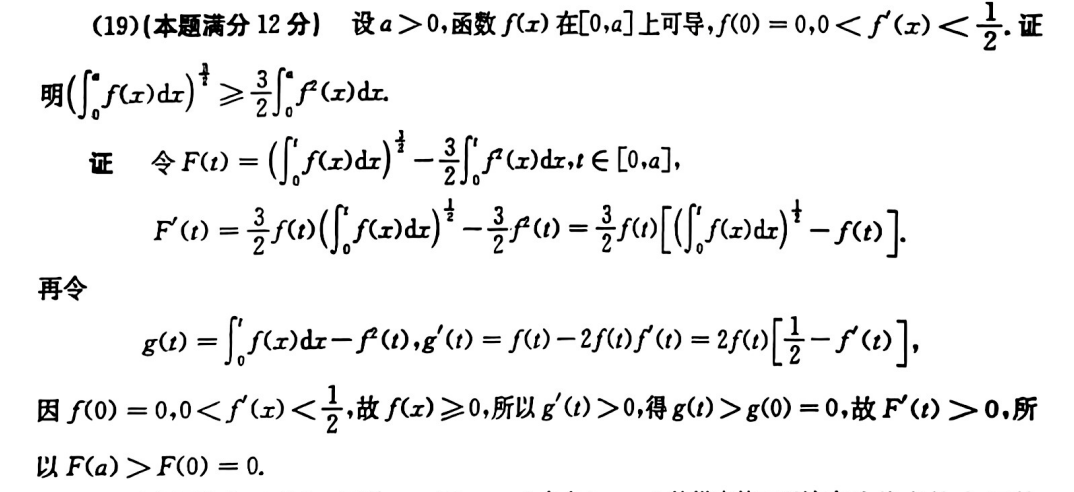 (19)(本题满分 12 分) 设 a>0,函数 f(x) 在[0,a]上可导,f(0)=0,0<f′(x)<1/2.证
明(∫₀ᵃ f(x)dx)^{3/2} ≥ 3/2 ∫₀ᵃ f²(x)dx.
证 令 F(t)=(∫₀ᵗ f(x)dx)^{3/2} − 3/2 ∫₀ᵗ f²(x)dx,t∈[0,a],
F′(t)=3/2 f(t)(∫₀ᵗ f(x)dx)^{1/2} − 3/2 f²(t)=3/2 f(t)[(∫₀ᵗ f(x)dx)^{1/2} − f(t)].
再令
g(t)=∫₀ᵗ f(x)dx−f²(t),g′(t)=f(t)−2f(t)f′(t)=2f(t)[1/2 − f′(t)],
因 f(0)=0,0<f′(x)<1/2,故 f(x)≥0,所以 g′(t)>0,得 g(t)>g(0)=0,故 F′(t)>0,所
以 F(a)>F(0)=0.